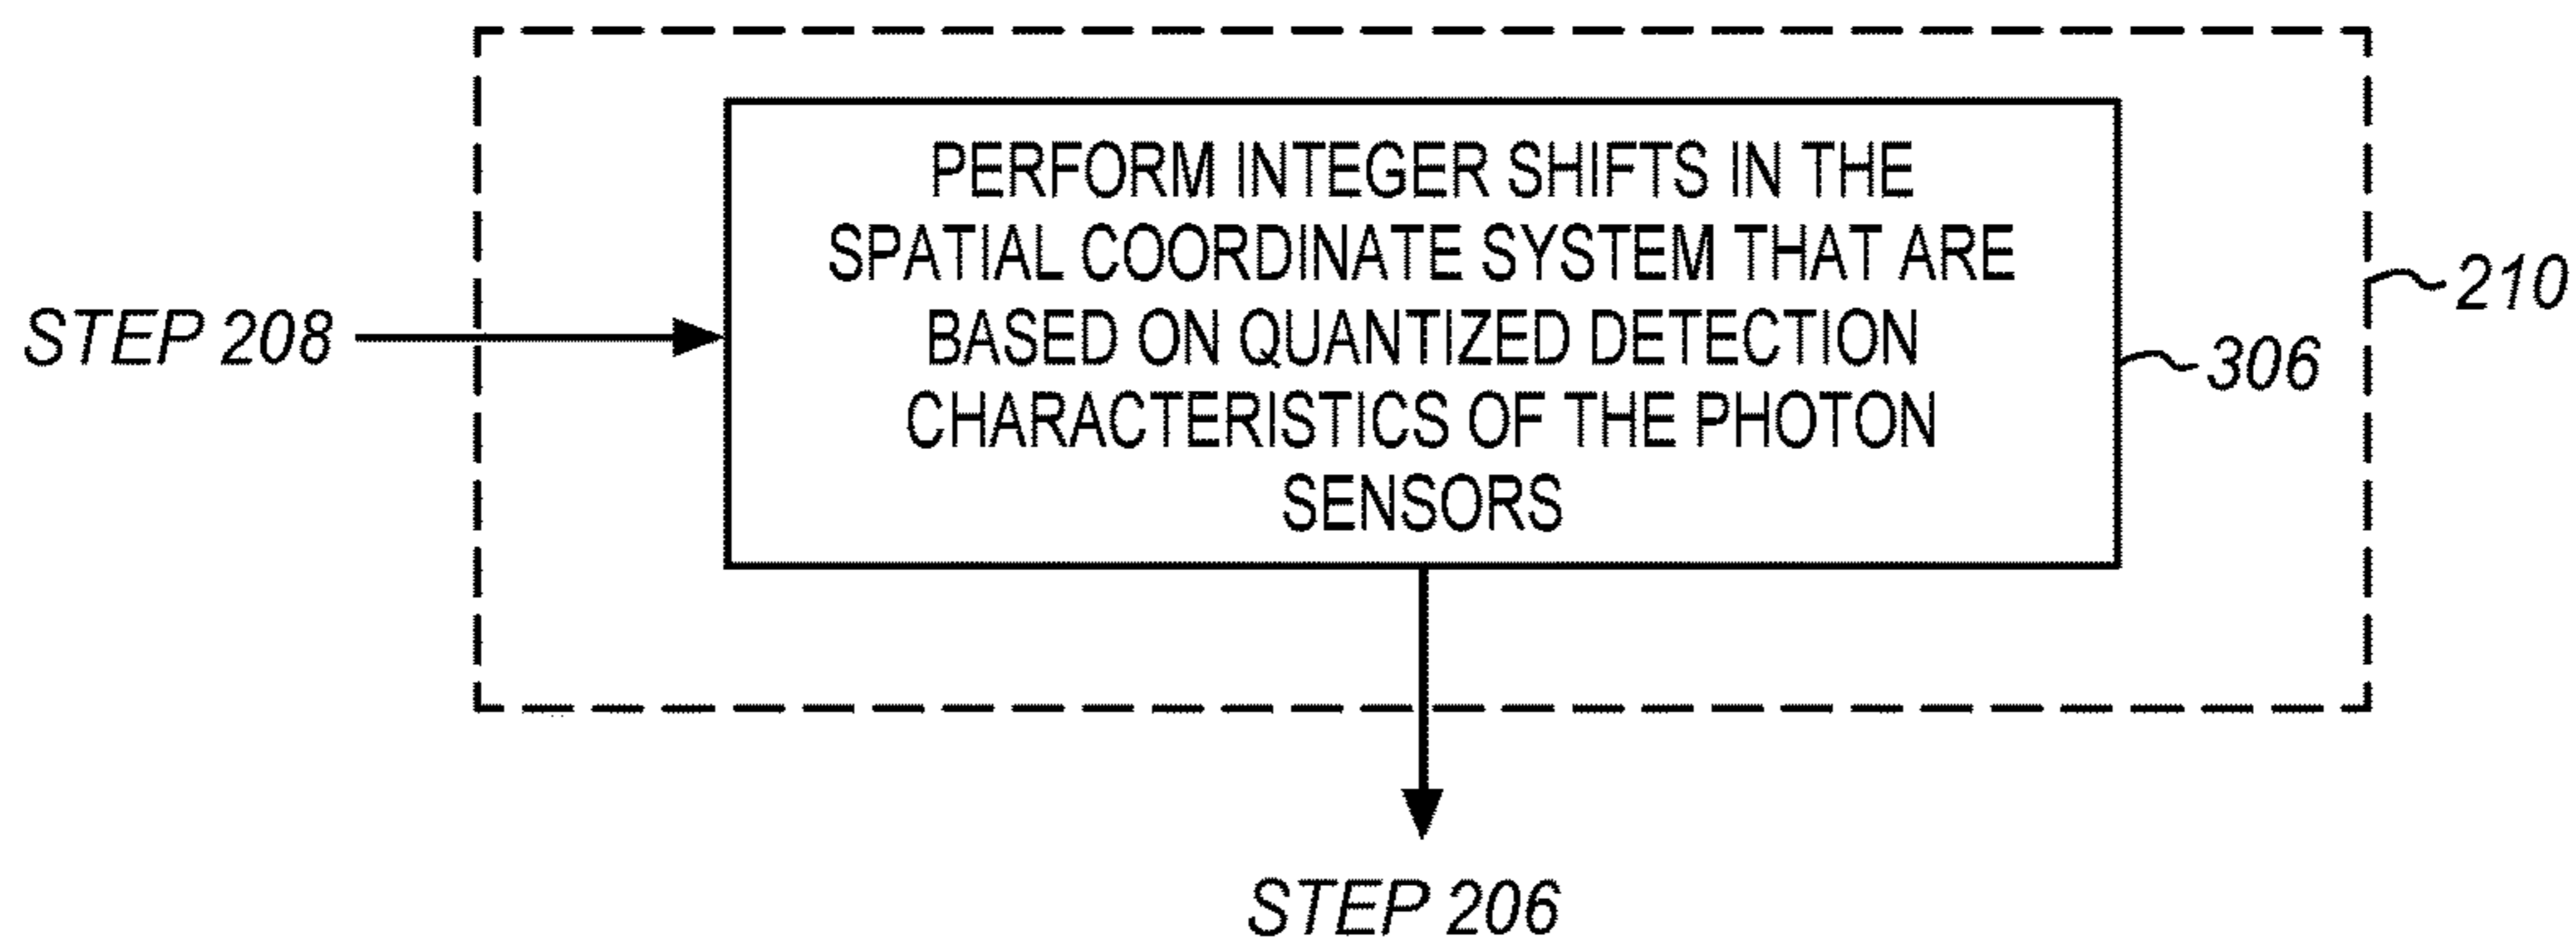 PERFORM INTEGER SHIFTS IN THE
SPATIAL COORDINATE SYSTEM THAT ARE
BASED ON QUANTIZED DETECTION
CHARACTERISTICS OF THE PHOTON
SENSORS
STEP 208
210
306
STEP 206